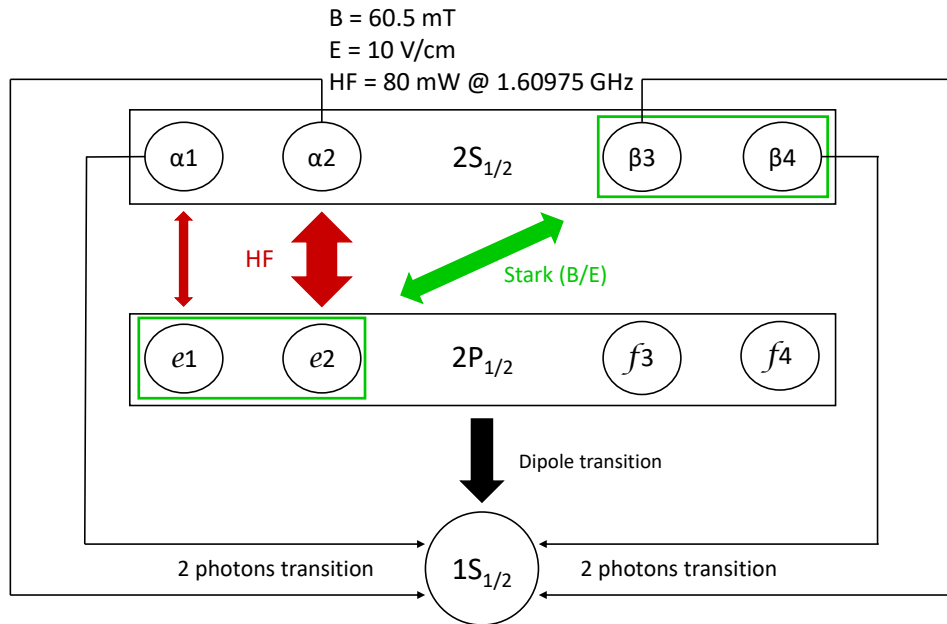 B = 60.5 mT
E = 10 V/cm
HF = 80 mW @ 1.60975 GHz
α1 α2 2S1/2 β3 β4
HF
Stark (B/E)
e1 e2 2P1/2 f3 f4
Dipole transition
1S1/2
2 photons transition 2 photons transition